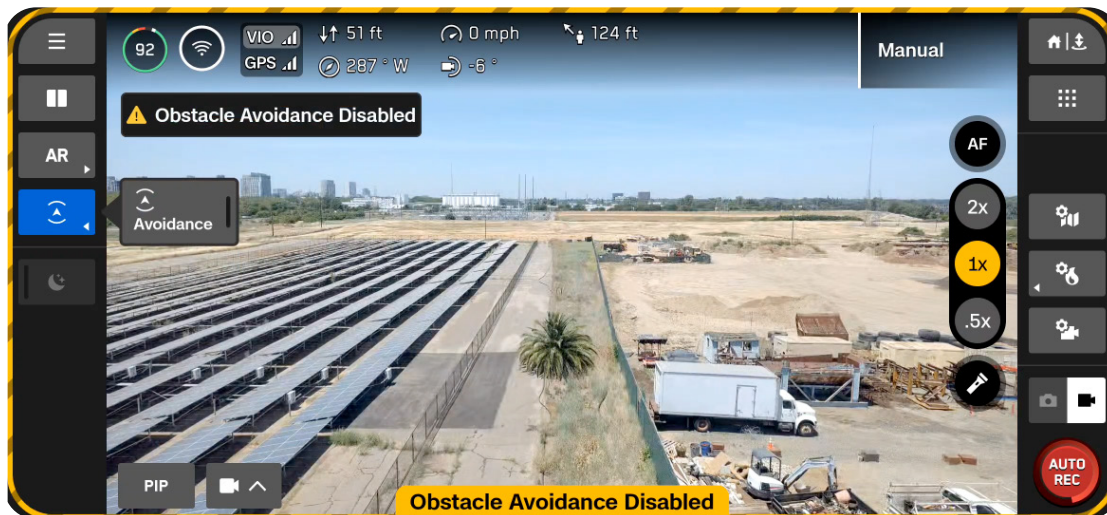 92
VIO
GPS
51 ft
287 ° W
0 mph
-6 °
124 ft
Manual
Obstacle Avoidance Disabled
AR
Avoidance
AF
2x
1x
.5x
PIP
AUTO
REC
Obstacle Avoidance Disabled